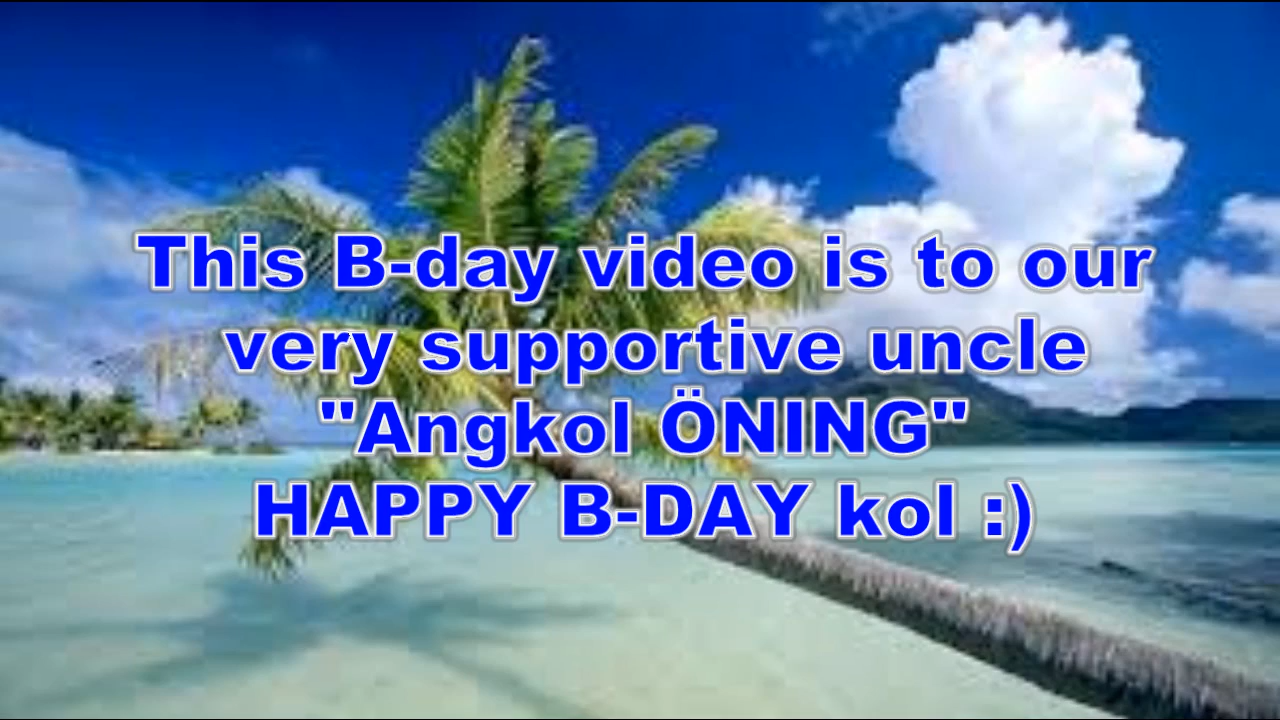 This B-day video is to our
very supportive uncle
"Angkol ÖNING"
HAPPY B-DAY kol :)